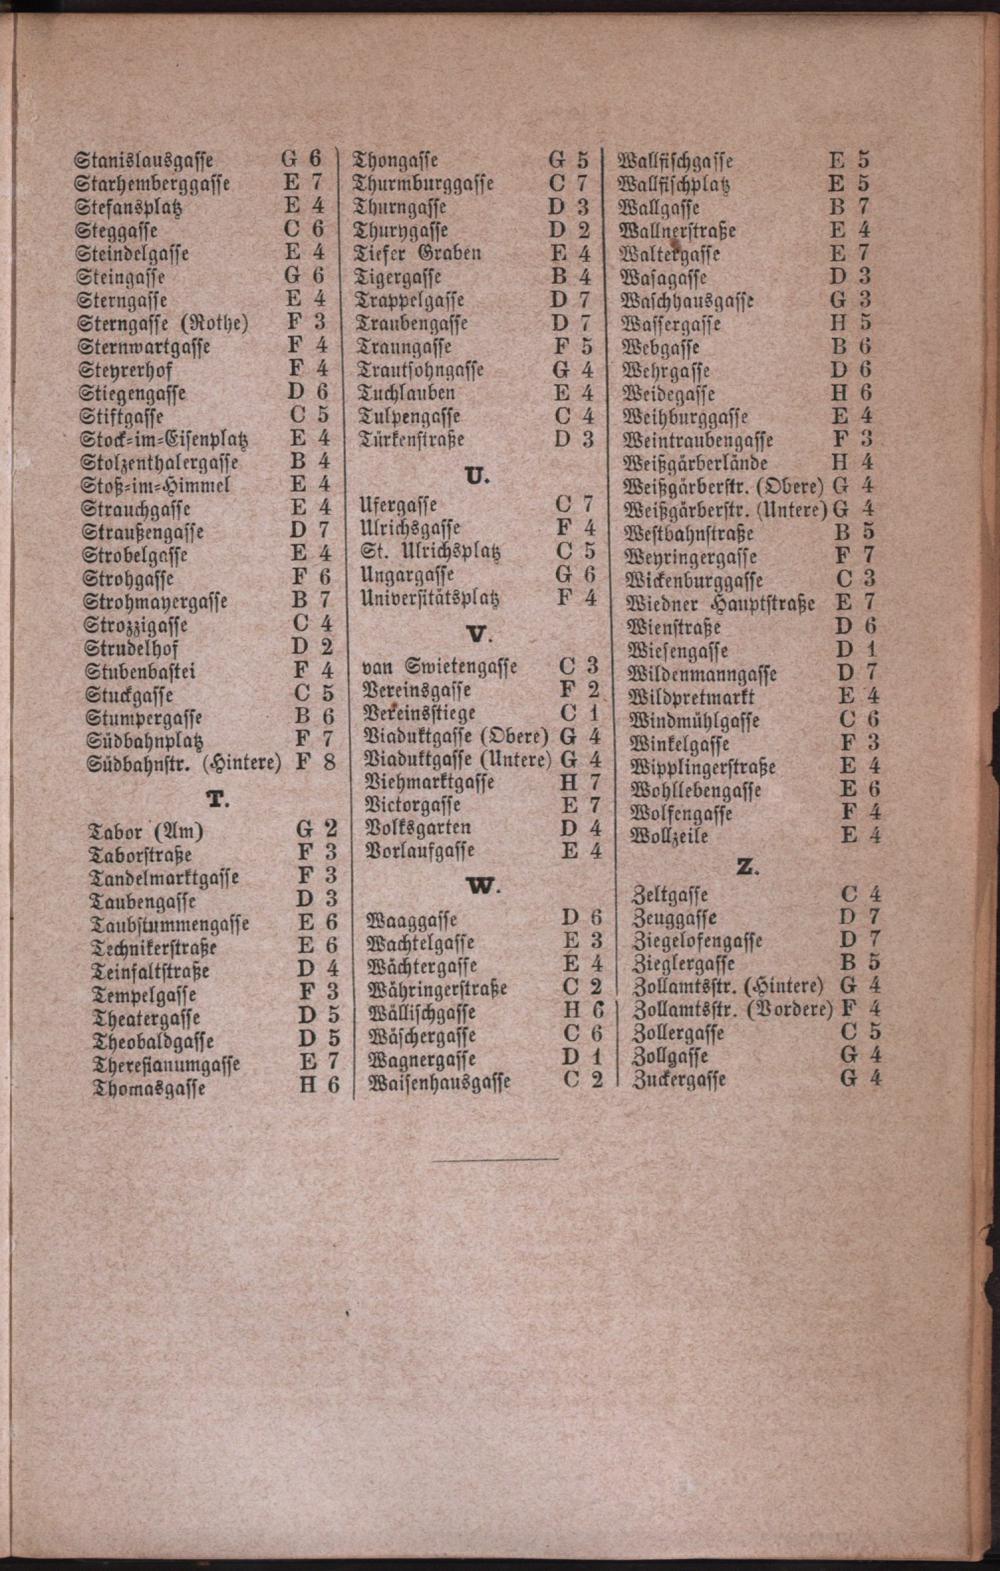 Stanislausgasse G 6
Starhemberggasse E 7
Stefansplatz E 4
Steggasse C 6
Steindelgasse E 4
Steingasse G 6
Sterngasse E 4
Sterngasse (Rothe) F 3
Sternwartgasse F 4
Steyrerhof F 4
Stiegengasse D 6
Stiftgasse C 5
Stock-im-Eisenplatz E 4
Stolzenthalergasse B 4
Stoß-im-Himmel E 4
Strauchgasse E 4
Straußengasse D 7
Strobelgasse E 4
Strohgasse F 6
Strohmayergasse B 7
Strozzigasse C 4
Strudelhof D 2
Stubenbastei F 4
Stuckgasse C 5
Stumpergasse B 6
Südbahnplatz F 7
Südbahnstr. (Hintere) F 8
T.
Tabor (Am) G 2
Taborstraße F 3
Tandelmarktgasse F 3
Taubengasse D 3
Taubstummengasse E 6
Technikerstraße E 6
Teinfaltstraße D 4
Tempelgasse F 3
Theatergasse D 5
Theobaldgasse D 5
Theresianumgasse E 7
Thomasgasse H 6
Thongasse G 5
Thurmburggasse C 7
Thurngasse D 3
Thurygasse D 2
Tiefer Graben E 4
Tigergasse B 4
Trappelgasse D 7
Traubengasse D 7
Traungasse F 5
Trautsohngasse G 4
Tuchlauben E 4
Tulpengasse C 4
Türkenstraße D 3
U.
Ufergasse C 7
Ulrichsgasse F 4
St. Ulrichsplatz C 5
Ungargasse G 6
Universitätsplatz F 4
V.
van Swietengasse C 3
Vereinsgasse F 2
Vereinsstiege C 1
Viaduktgasse (Obere) G 4
Viaduktgasse (Untere) G 4
Viehmarktgasse H 7
Victorgasse E 7
Volksgarten D 4
Vorlaufgasse E 4
W.
Waaggasse D 6
Wachtelgasse E 3
Wächtergasse E 4
Währingerstraße C 2
Wällischgasse H 6
Wäschergasse C 6
Wagnergasse D 1
Waisenhausgasse C 2
Wallfischgasse E 5
Wallfischplatz E 5
Wallgasse B 7
Wallnerstraße E 4
Waltergasse E 7
Wasagasse D 3
Waschhausgasse G 3
Wassergasse H 5
Webgasse B 6
Wehrgasse D 6
Weidegasse H 6
Weihburggasse E 4
Weintraubengasse F 3
Weißgärberlände H 4
Weißgärberstr. (Obere) G 4
Weißgärberstr. (Untere) G 4
Westbahnstraße B 5
Weyringergasse F 7
Wickenburggasse C 3
Wiedner Hauptstraße E 7
Wienstraße D 6
Wiesengasse D 1
Wildenmanngasse D 7
Wildpretmarkt E 4
Windmühlgasse C 6
Winkelgasse F 3
Wipplingerstraße E 4
Wohllebengasse E 6
Wolfengasse F 4
Wollzeile E 4
Z.
Zeltgasse C 4
Zeuggasse D 7
Ziegelofengasse D 7
Zieglergasse B 5
Zollamtsstr. (Hintere) G 4
Zollamtsstr. (Vordere) F 4
Zollergasse C 5
Zollgasse G 4
Zuckergasse G 4